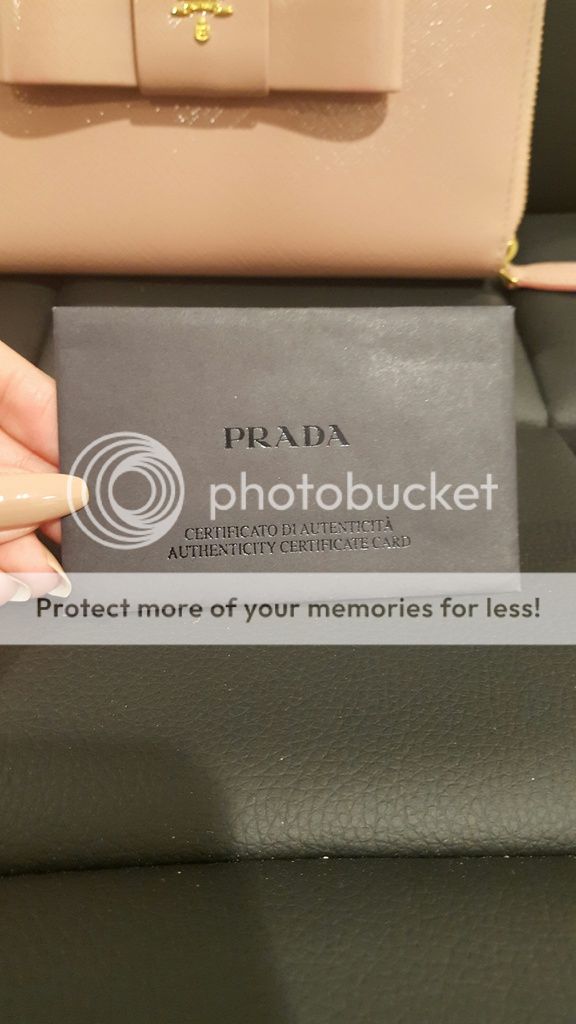 PRADA
photobucket
CERTIFICATO DI AUTENTICITÀ
AUTHENTICITY CERTIFICATE CARD
Protect more of your memories for less!